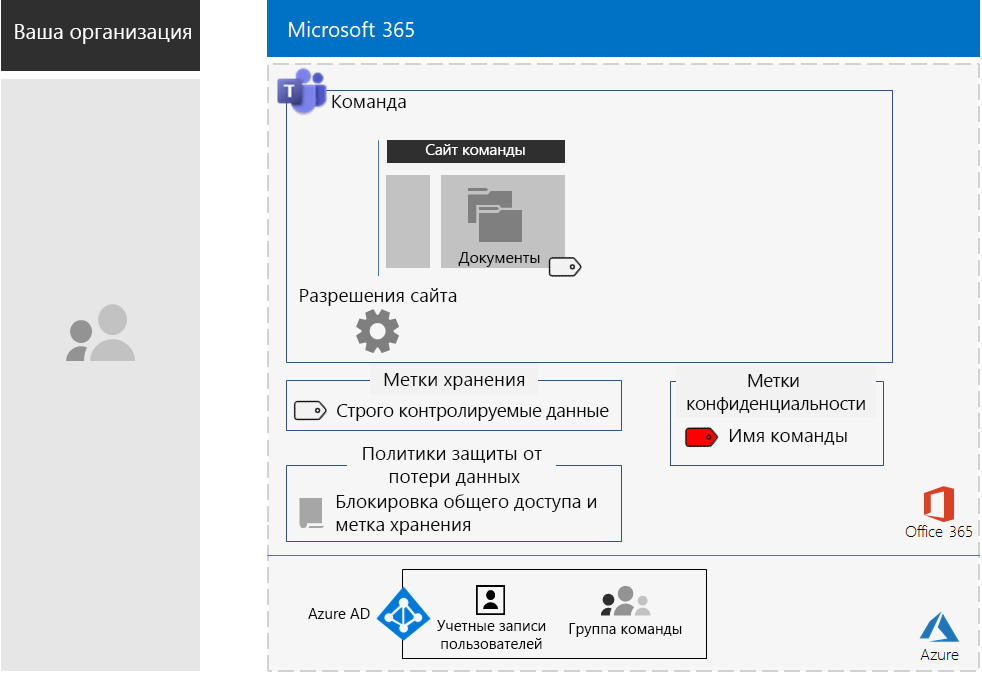 Ваша организация
Microsoft 365
T
Команда
Сайт команды
Документы
Разрешения сайта
Метки хранения
Строго контролируемые данные
Метки
конфиденциальности
Имя команды
Политики защиты от
потери данных
Блокировка общего доступа и
метка хранения
Office 365
Azure AD
Учетные записи
пользователей
Группа команды
Azure